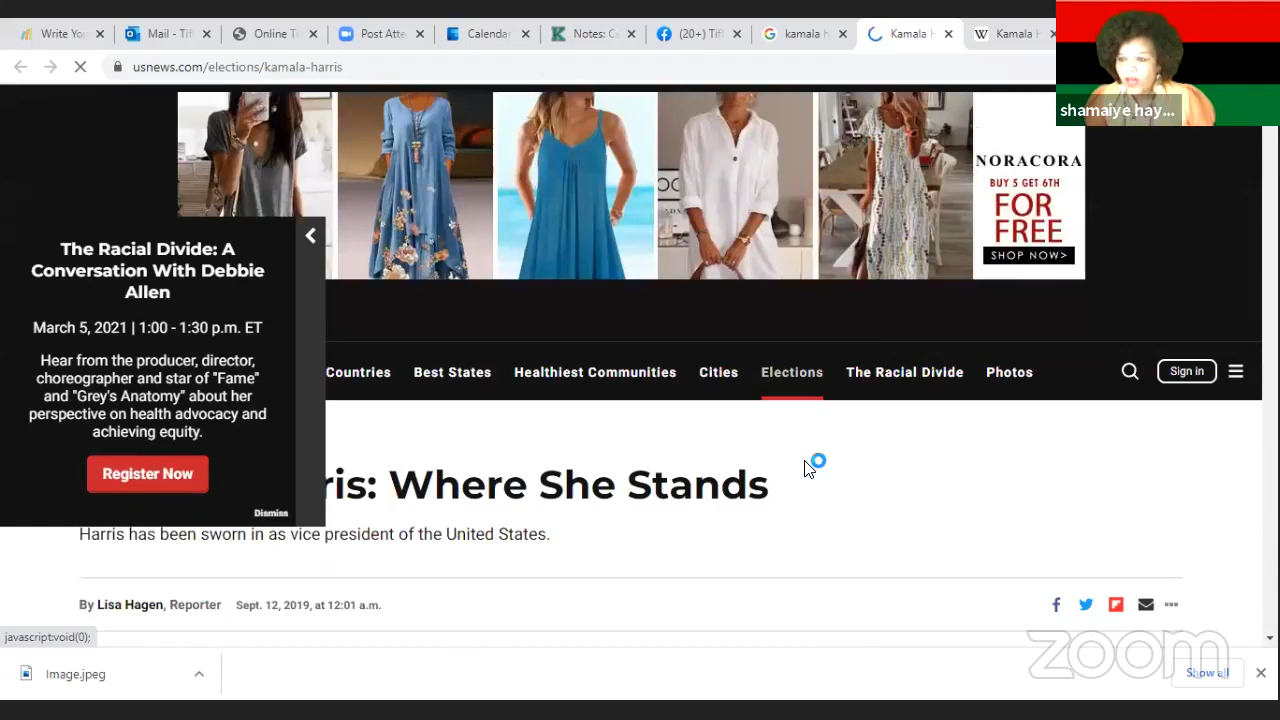 Write Yo
Mail - Tif
Online T
Post Atte
Calendar
Notes: C
(20+) Tif
kamala h
Kamala H
Kamala H
usnews.com/elections/kamala-harris
shamaiye hay...
NORACORA
BUY 5 GET 6TH
FOR
FREE
SHOP NOW>
The Racial Divide: A
Conversation With Debbie
Allen
March 5, 2021 | 1:00 - 1:30 p.m. ET
Hear from the producer, director,
choreographer and star of "Fame"
and "Grey's Anatomy" about her
perspective on health advocacy and
achieving equity.
Register Now
Dismiss
Countries Best States Healthiest Communities Cities Elections The Racial Divide Photos Sign in
ris: Where She Stands
Harris has been sworn in as vice president of the United States.
By Lisa Hagen, Reporter Sept. 12, 2019, at 12:01 a.m.
javascript:void(0);
Image.jpeg
zoom
Show all